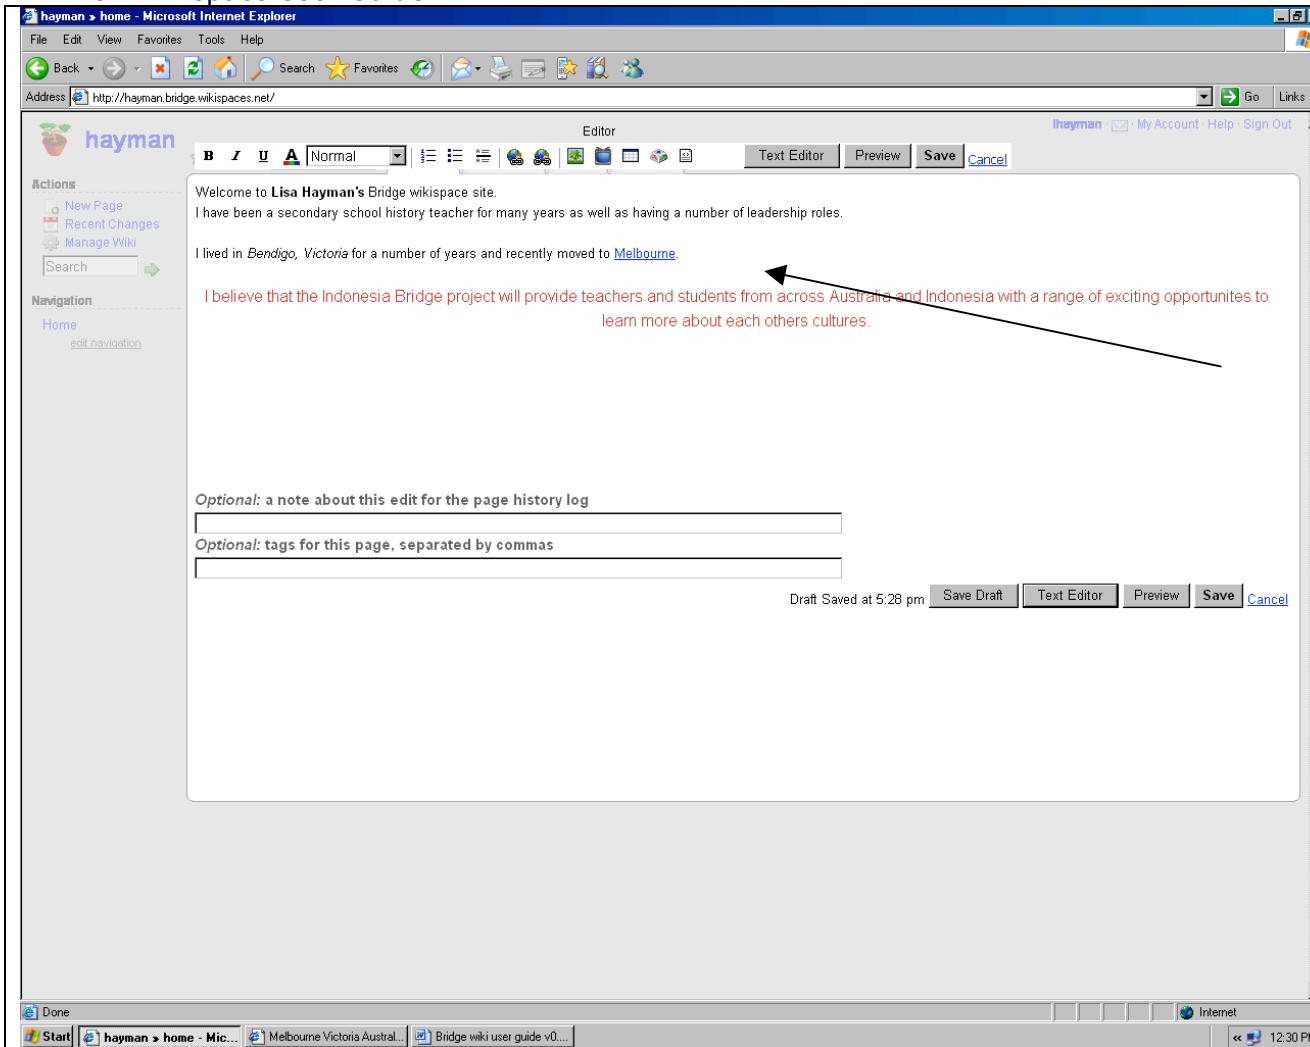 hayman » home - Microsoft Internet Explorer
File Edit View Favorites Tools Help
Back Search Favorites
Address http://hayman.bridge.wikispaces.net/ Go Links
hayman
lhayman · My Account · Help · Sign Out
Editor
B I U A Normal Text Editor Preview Save Cancel
Actions
New Page
Recent Changes
Manage Wiki
Search
Navigation
Home
edit navigation
Welcome to Lisa Hayman's Bridge wikispace site.
I have been a secondary school history teacher for many years as well as having a number of leadership roles.
I lived in Bendigo, Victoria for a number of years and recently moved to Melbourne.
I believe that the Indonesia Bridge project will provide teachers and students from across Australia and Indonesia with a range of exciting opportunites to
learn more about each others cultures.
Optional: a note about this edit for the page history log
Optional: tags for this page, separated by commas
Draft Saved at 5:28 pm Save Draft Text Editor Preview Save Cancel
Done Internet
Start hayman » home - Mic... Melbourne Victoria Austral... Bridge wiki user guide v0.... « 12:30 P